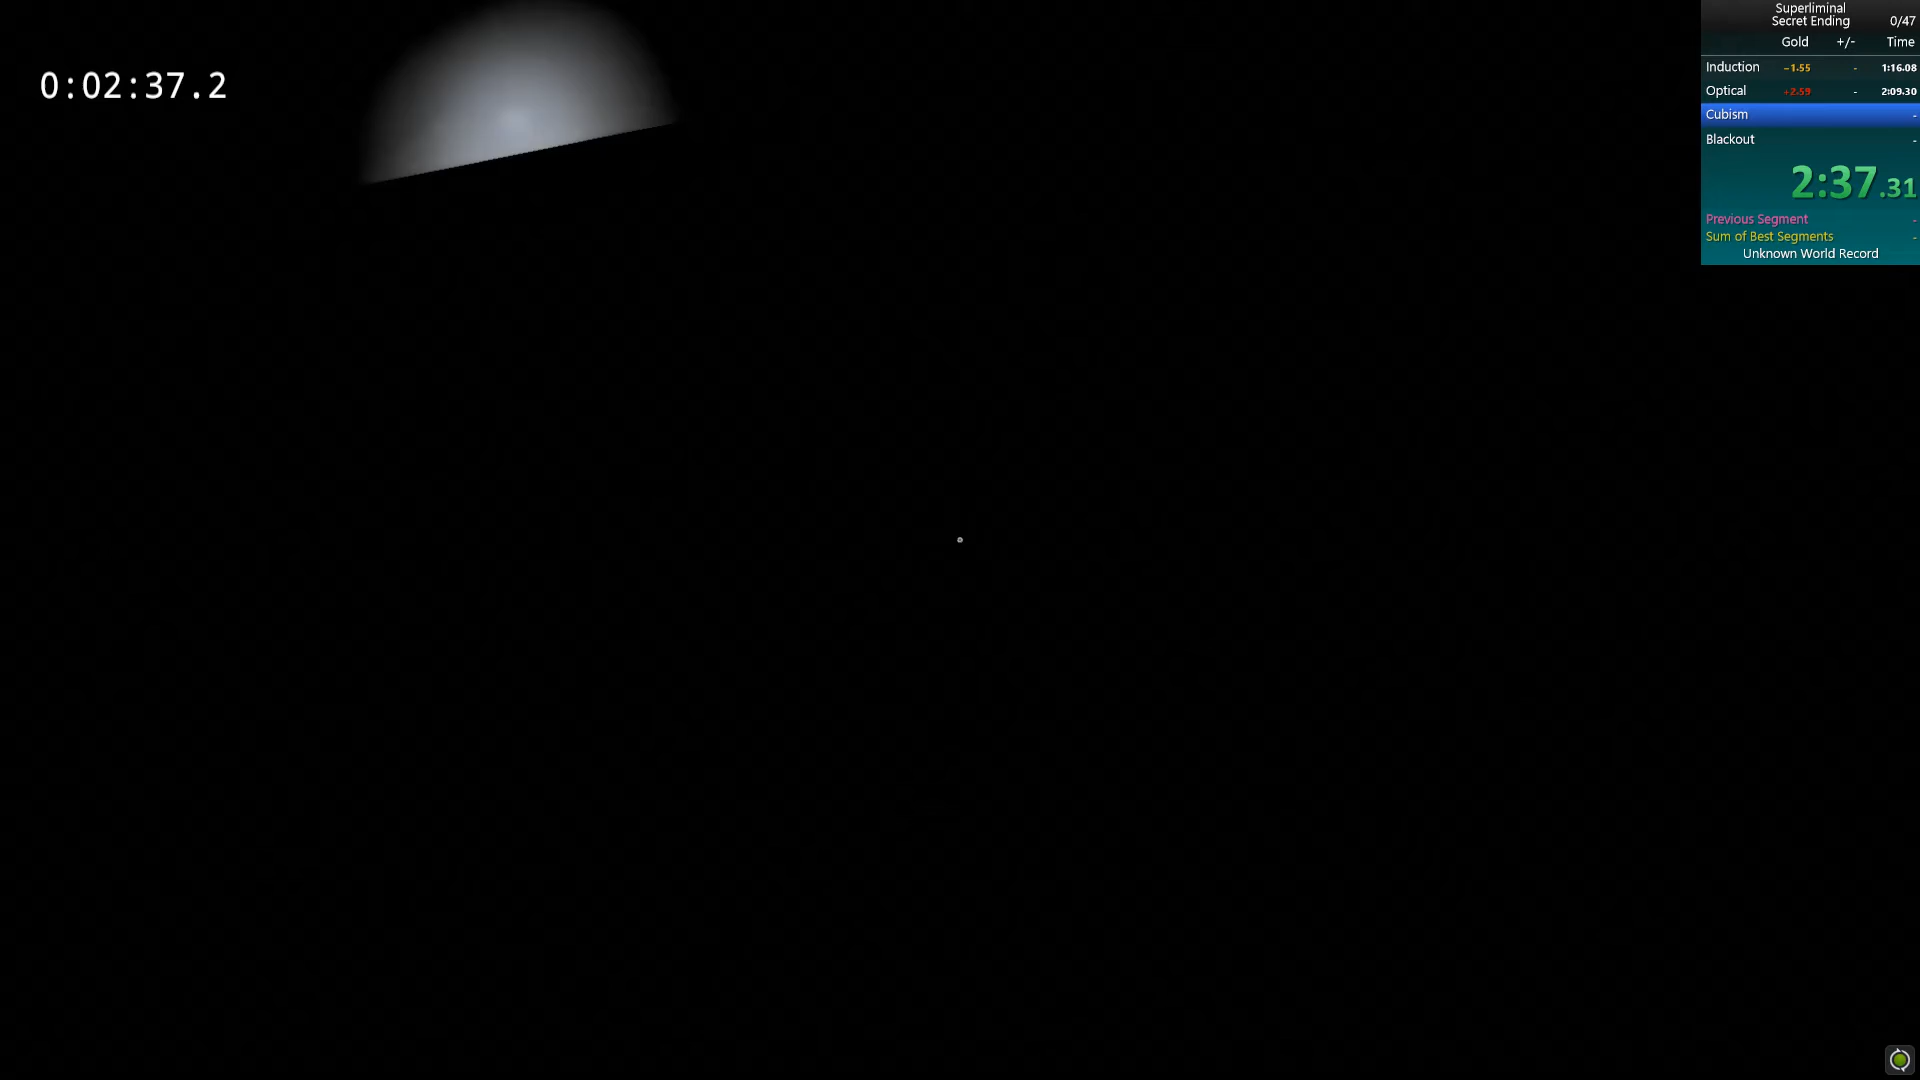 0:02:37.2
Superliminal
Secret Ending 0/47
Gold +/- Time
Induction -1.55 - 1:16.08
Optical +2.59 - 2:09.30
Cubism -
Blackout -
2:37.31
Previous Segment -
Sum of Best Segments -
Unknown World Record